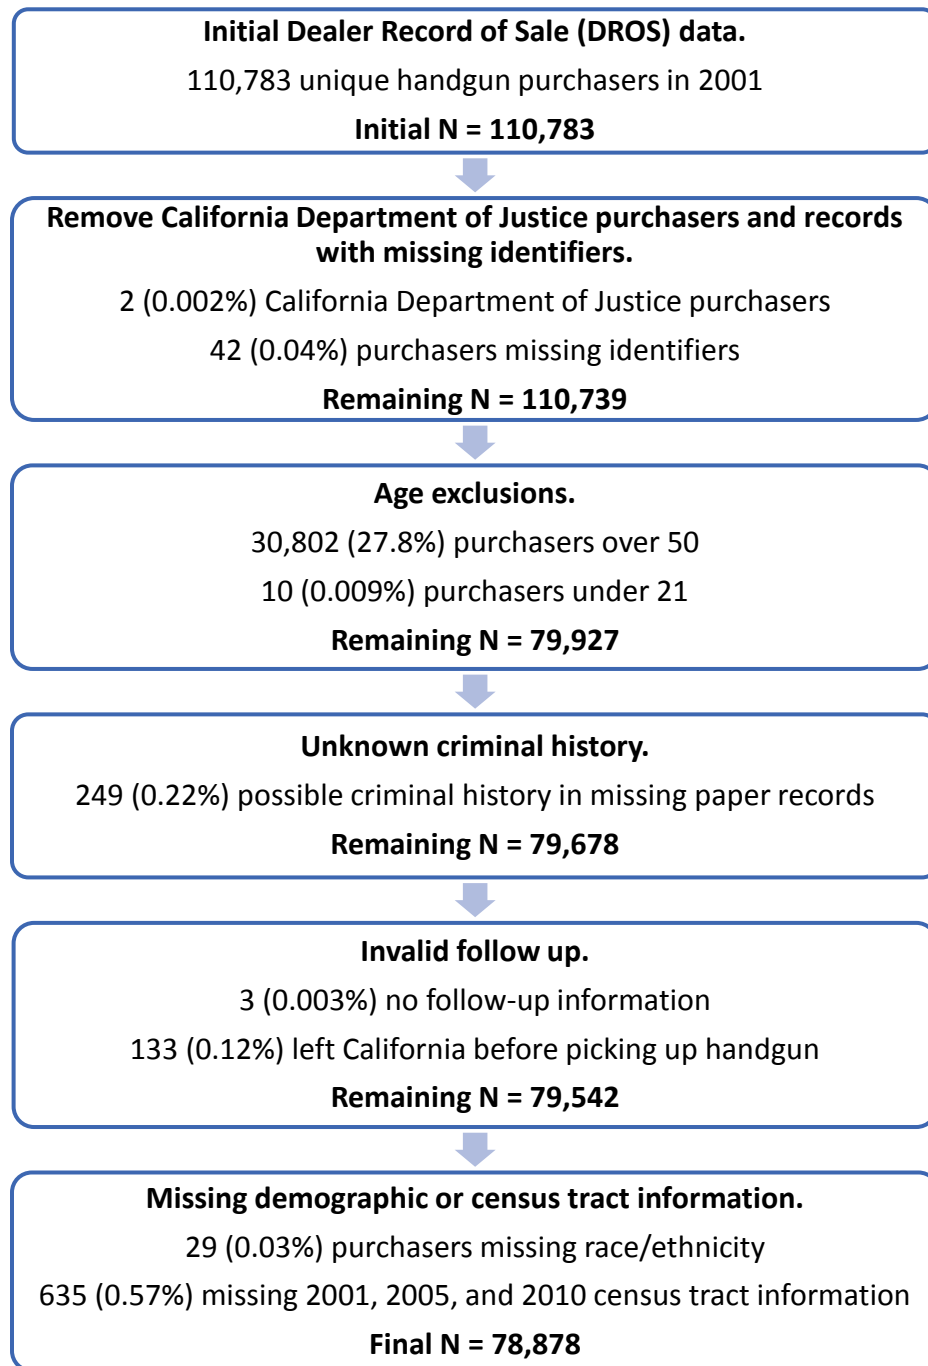 Initial Dealer Record of Sale (DROS) data.
110,783 unique handgun purchasers in 2001
Initial N = 110,783
Remove California Department of Justice purchasers and records
with missing identifiers.
2 (0.002%) California Department of Justice purchasers
42 (0.04%) purchasers missing identifiers
Remaining N = 110,739
Age exclusions.
30,802 (27.8%) purchasers over 50
10 (0.009%) purchasers under 21
Remaining N = 79,927
Unknown criminal history.
249 (0.22%) possible criminal history in missing paper records
Remaining N = 79,678
Invalid follow up.
3 (0.003%) no follow-up information
133 (0.12%) left California before picking up handgun
Remaining N = 79,542
Missing demographic or census tract information.
29 (0.03%) purchasers missing race/ethnicity
635 (0.57%) missing 2001, 2005, and 2010 census tract information
Final N = 78,878